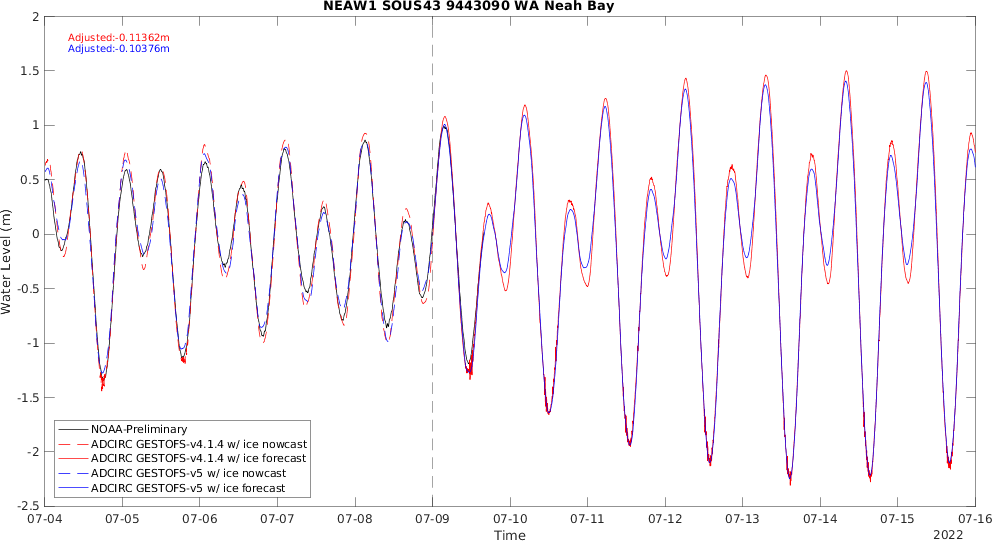 NEAW1 SOUS43 9443090 WA Neah Bay
Adjusted:-0.11362m
Adjusted:-0.10376m
2
1.5
1
0.5
0
-0.5
-1
-1.5
-2
-2.5
Water Level (m)
NOAA-Preliminary
ADCIRC GESTOFS-v4.1.4 w/ ice nowcast
ADCIRC GESTOFS-v4.1.4 w/ ice forecast
ADCIRC GESTOFS-v5 w/ ice nowcast
ADCIRC GESTOFS-v5 w/ ice forecast
07-04 07-05 07-06 07-07 07-08 07-09 07-10 07-11 07-12 07-13 07-14 07-15 07-16
Time
2022